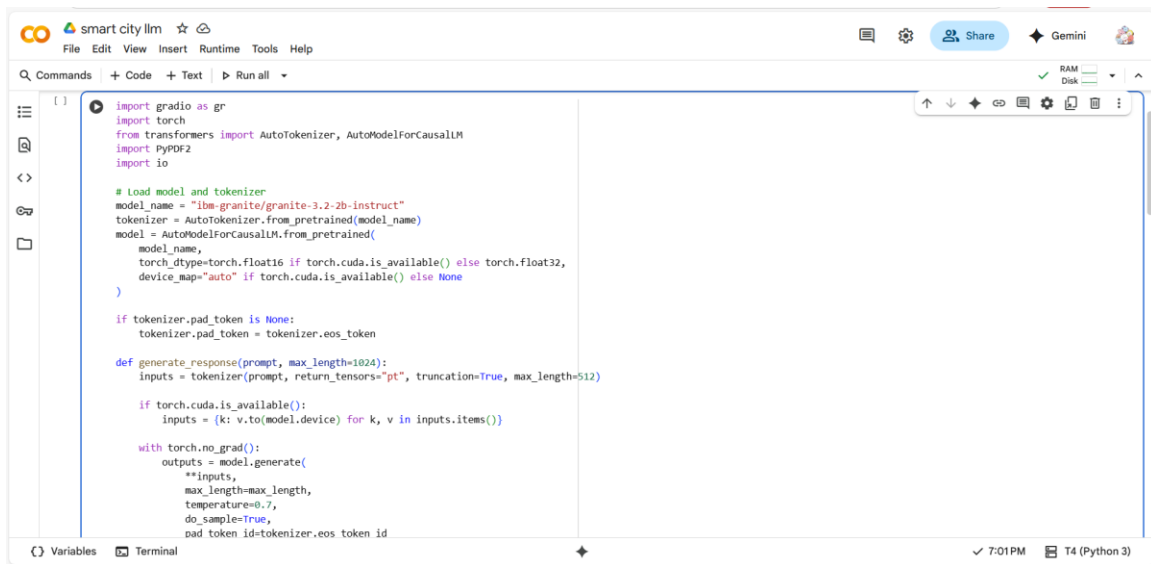 smart city llm
File Edit View Insert Runtime Tools Help
Share
Gemini
Commands + Code + Text Run all
RAM
Disk
[ ]
import gradio as gr
import torch
from transformers import AutoTokenizer, AutoModelForCausalLM
import PyPDF2
import io
# Load model and tokenizer
model_name = "ibm-granite/granite-3.2-2b-instruct"
tokenizer = AutoTokenizer.from_pretrained(model_name)
model = AutoModelForCausalLM.from_pretrained(
    model_name,
    torch_dtype=torch.float16 if torch.cuda.is_available() else torch.float32,
    device_map="auto" if torch.cuda.is_available() else None
)
if tokenizer.pad_token is None:
    tokenizer.pad_token = tokenizer.eos_token
def generate_response(prompt, max_length=1024):
    inputs = tokenizer(prompt, return_tensors="pt", truncation=True, max_length=512)
    if torch.cuda.is_available():
        inputs = {k: v.to(model.device) for k, v in inputs.items()}
    with torch.no_grad():
        outputs = model.generate(
            **inputs,
            max_length=max_length,
            temperature=0.7,
            do_sample=True,
            pad_token_id=tokenizer.eos_token_id
{} Variables Terminal
7:01 PM T4 (Python 3)